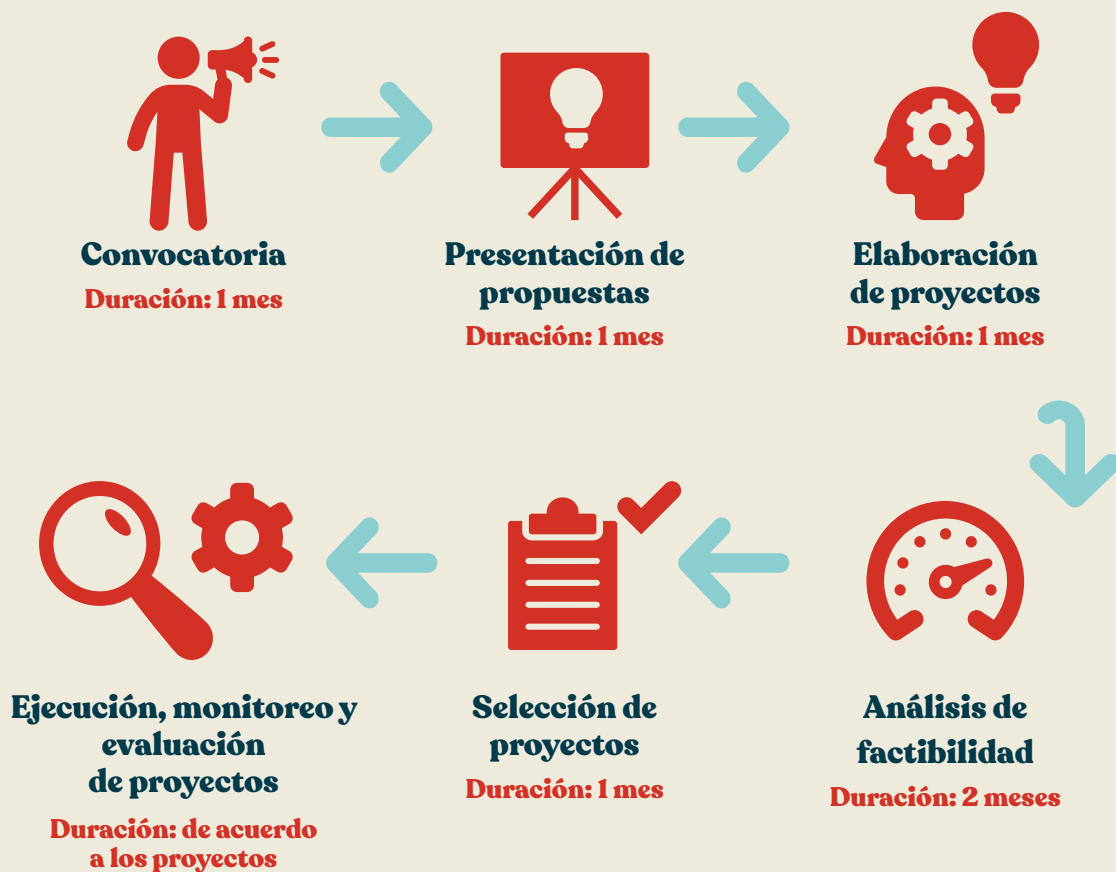 Convocatoria
Duración: 1 mes
Presentación de
propuestas
Duración: 1 mes
Elaboración
de proyectos
Duración: 1 mes
Análisis de
factibilidad
Duración: 2 meses
Selección de
proyectos
Duración: 1 mes
Ejecución, monitoreo y
evaluación
de proyectos
Duración: de acuerdo
a los proyectos